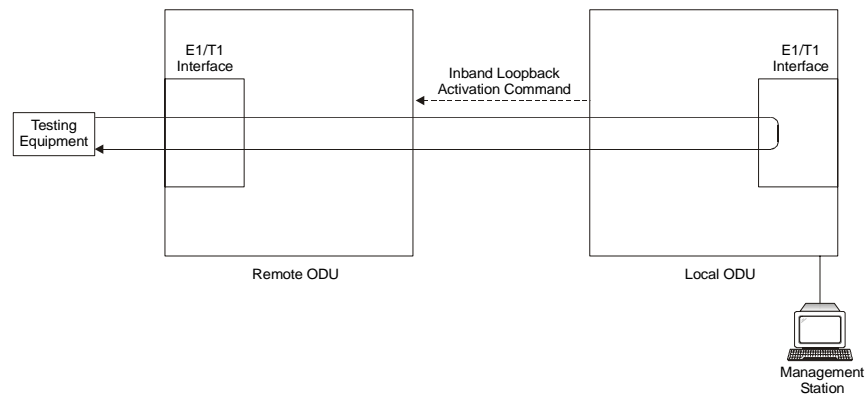 E1/T1
Interface
E1/T1
Interface
Inband Loopback
Activation Command
Testing
Equipment
Remote ODU
Local ODU
Management
Station